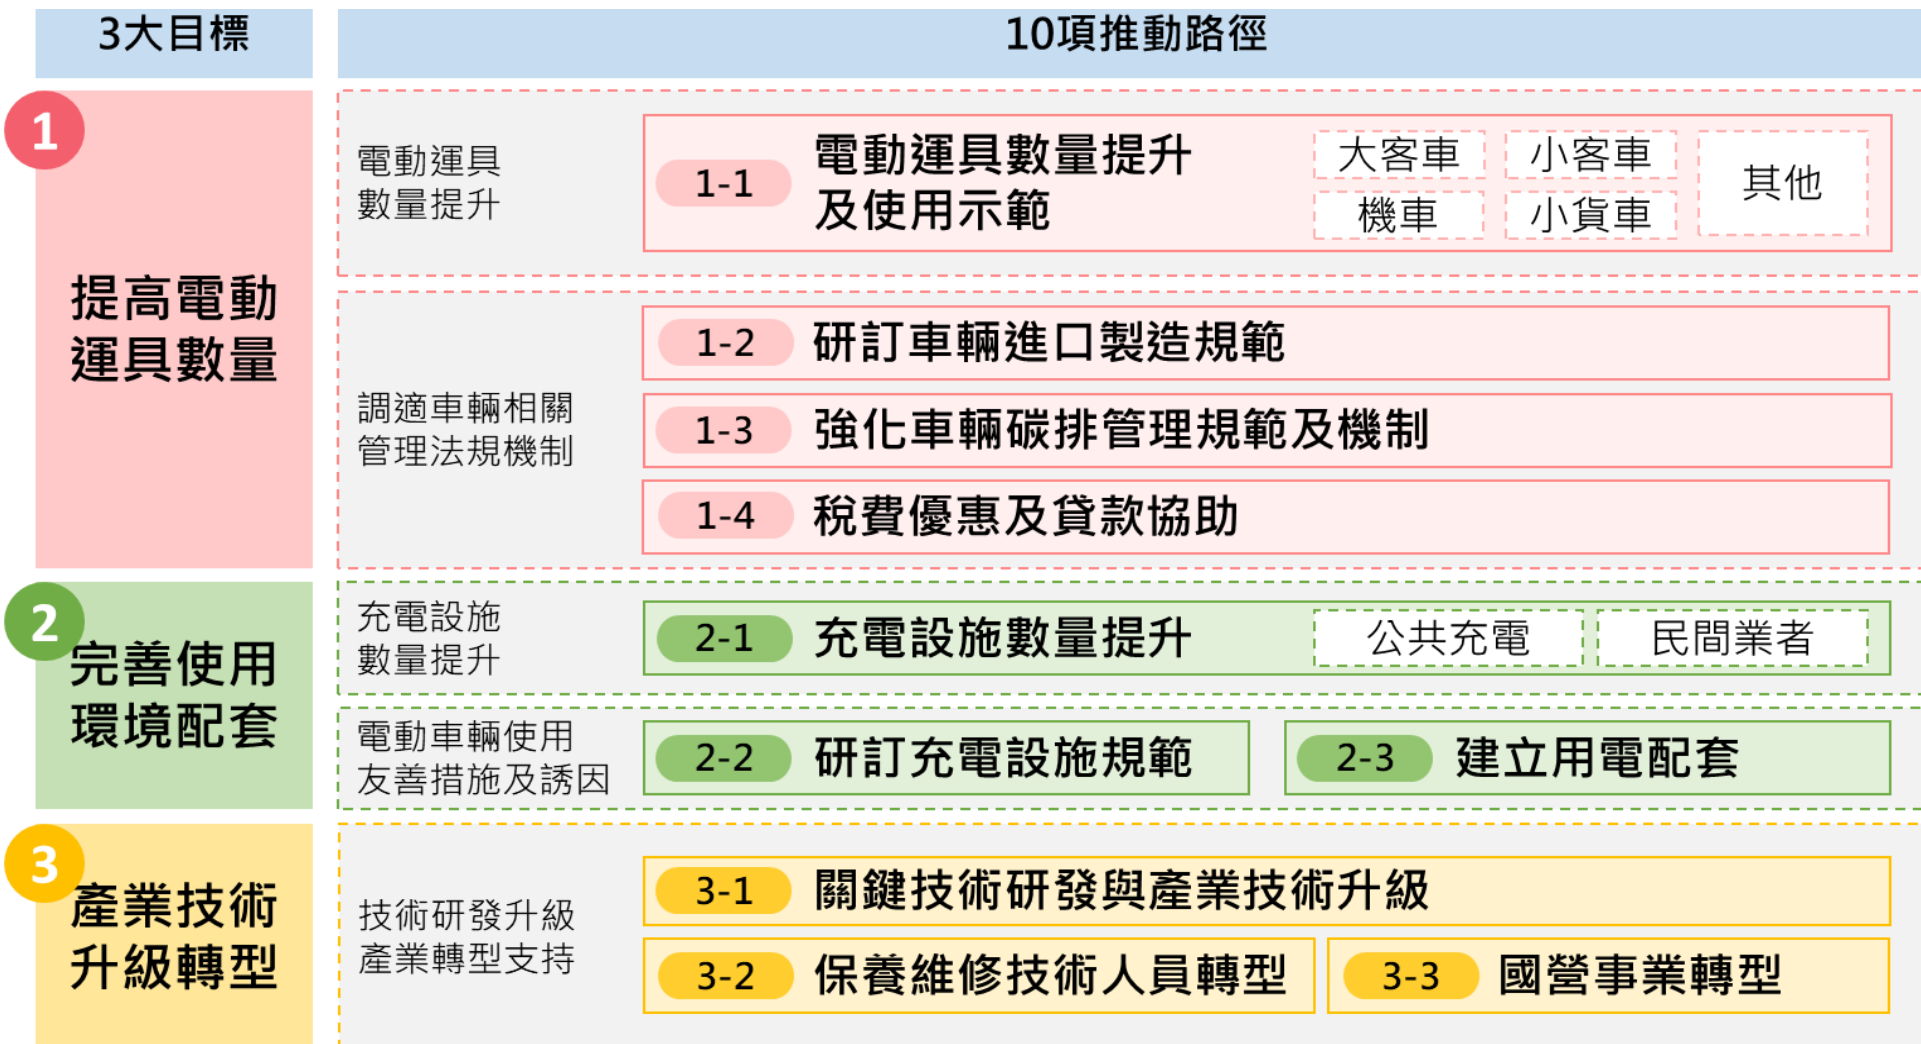 3大目標
10項推動路徑
1
提高電動
運具數量
電動運具
數量提升
1-1
電動運具數量提升
及使用示範
大客車
小客車
機車
小貨車
其他
調適車輛相關
管理法規機制
1-2
研訂車輛進口製造規範
1-3
強化車輛碳排管理規範及機制
1-4
稅費優惠及貸款協助
2
完善使用
環境配套
充電設施
數量提升
2-1
充電設施數量提升
公共充電
民間業者
電動車輛使用
友善措施及誘因
2-2
研訂充電設施規範
2-3
建立用電配套
3
產業技術
升級轉型
技術研發升級
產業轉型支持
3-1
關鍵技術研發與產業技術升級
3-2
保養維修技術人員轉型
3-3
國營事業轉型